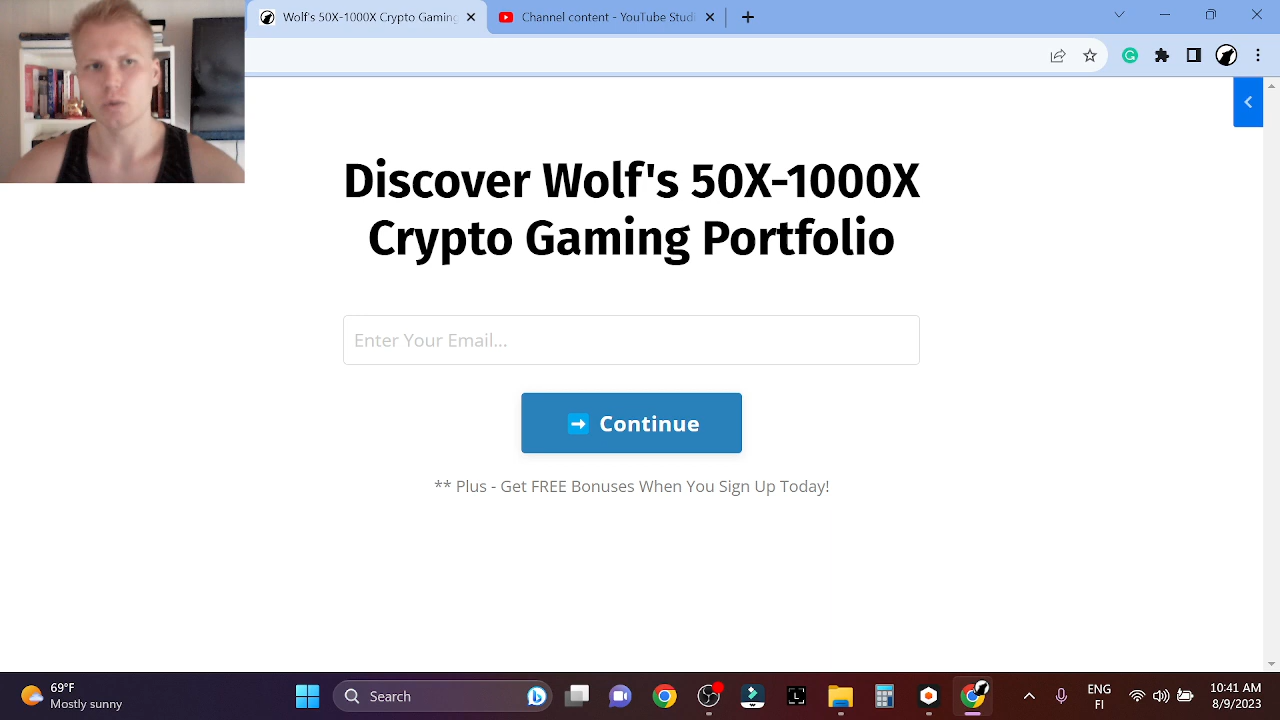 Wolf's 50X-1000X Crypto Gaming
Channel content - YouTube Studi
Discover Wolf's 50X-1000X
Crypto Gaming Portfolio
Enter Your Email...
Continue
** Plus - Get FREE Bonuses When You Sign Up Today!
69°F
Mostly sunny
Search
L
ENG
FI
10:41 AM
8/9/2023